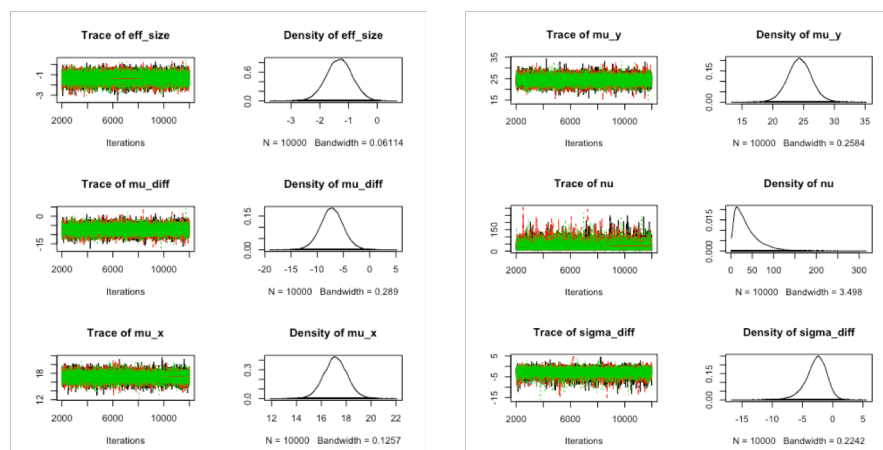 Trace of eff_size
Density of eff_size
-1
-3
2000 6000 10000
Iterations
0.6
0.0
-3 -2 -1 0
N = 10000 Bandwidth = 0.06114
Trace of mu_diff
Density of mu_diff
0
-15
2000 6000 10000
Iterations
0.15
0.00
-20 -15 -10 -5 0 5
N = 10000 Bandwidth = 0.289
Trace of mu_x
Density of mu_x
18
12
2000 6000 10000
Iterations
0.3
0.0
12 14 16 18 20 22
N = 10000 Bandwidth = 0.1257
Trace of mu_y
Density of mu_y
35
25
15
2000 6000 10000
Iterations
0.15
0.00
15 20 25 30 35
N = 10000 Bandwidth = 0.2584
Trace of nu
Density of nu
150
0
2000 6000 10000
Iterations
0.015
0.000
0 50 100 200 300
N = 10000 Bandwidth = 3.498
Trace of sigma_diff
Density of sigma_diff
5
-5
-15
2000 6000 10000
Iterations
0.15
0.00
-15 -10 -5 0 5
N = 10000 Bandwidth = 0.2242